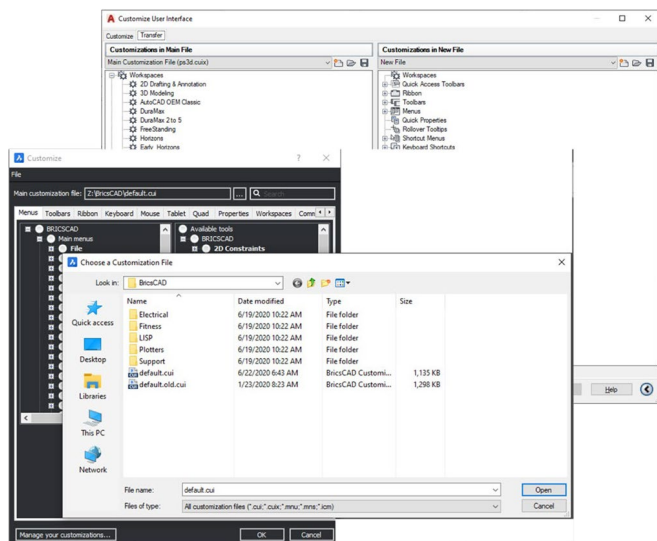 Customize User Interface
Customize Transfer
Customizations in Main File
Main Customization File (ps3d.cuix)
Workspaces
2D Drafting & Annotation
3D Modeling
AutoCAD OEM Classic
DuraMax
DuraMax 2 to 5
FreeStanding
Horizons
Early Horizons
Customizations in New File
New File
Workspaces
Quick Access Toolbars
Ribbon
Toolbars
Menus
Quick Properties
Rollover Tooltips
Shortcut Menus
Keyboard Shortcuts
Help
Customize
File
Main customization file: Z:\BricsCAD\default.cui ... Search
Menus Toolbars Ribbon Keyboard Mouse Tablet Quad Properties Workspaces Comm
BRICSCAD
Main menus
File
Available tools
BRICSCAD
2D Constraints
Choose a Customization File
Look in: BricsCAD
Quick access
Desktop
Libraries
This PC
Network
Name Date modified Type Size
Electrical 6/19/2020 10:22 AM File folder
Fitness 6/19/2020 10:22 AM File folder
LISP 6/19/2020 10:22 AM File folder
Plotters 6/19/2020 10:22 AM File folder
Support 6/19/2020 10:22 AM File folder
default.cui 6/22/2020 6:43 AM BricsCAD Customi... 1,135 KB
default.old.cui 1/23/2020 8:23 AM BricsCAD Customi... 1,298 KB
File name: default.cui Open
Files of type: All customization files (*.cui;*.cuix;*.mnu;*.mns;*.icm) Cancel
Manage your customizations... OK Cancel